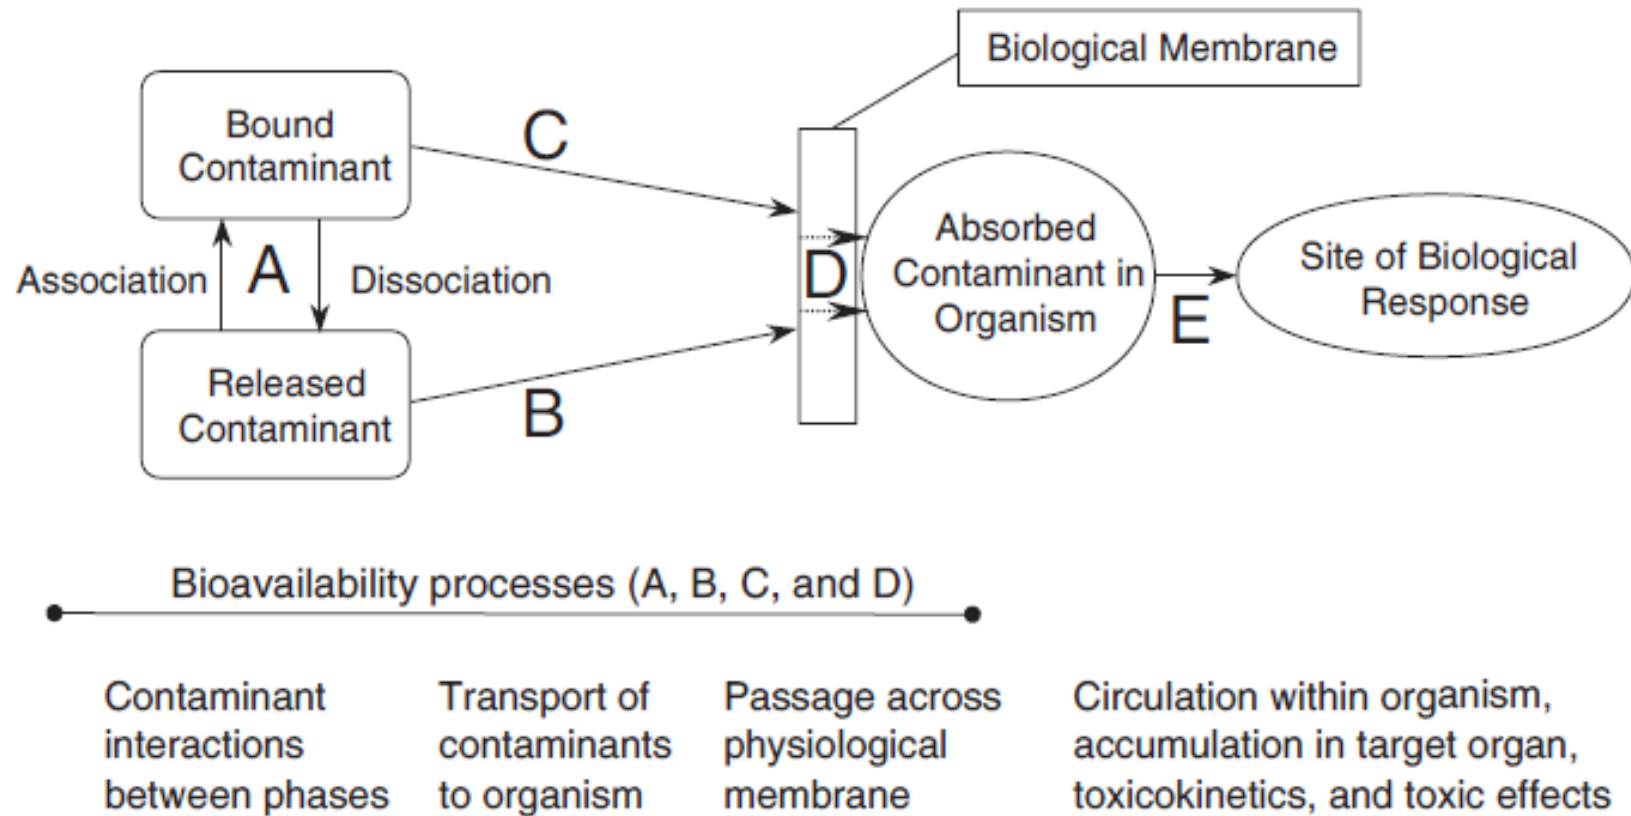 Biological Membrane
Bound
Contaminant
C
Association
A
Dissociation
D
Absorbed
Contaminant in
Organism
E
Site of Biological
Response
Released
Contaminant
B
Bioavailability processes (A, B, C, and D)
Contaminant
interactions
between phases
Transport of
contaminants
to organism
Passage across
physiological
membrane
Circulation within organism,
accumulation in target organ,
toxicokinetics, and toxic effects